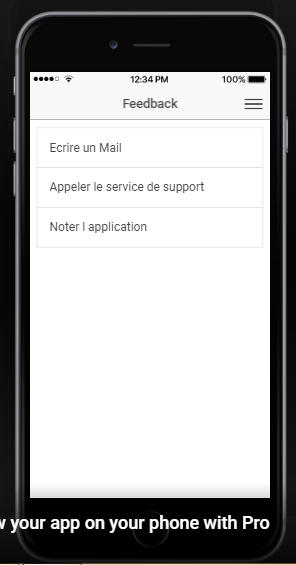 12:34 PM
100%
Feedback
Ecrire un Mail
Appeler le service de support
Noter l application
your app on your phone with Pro